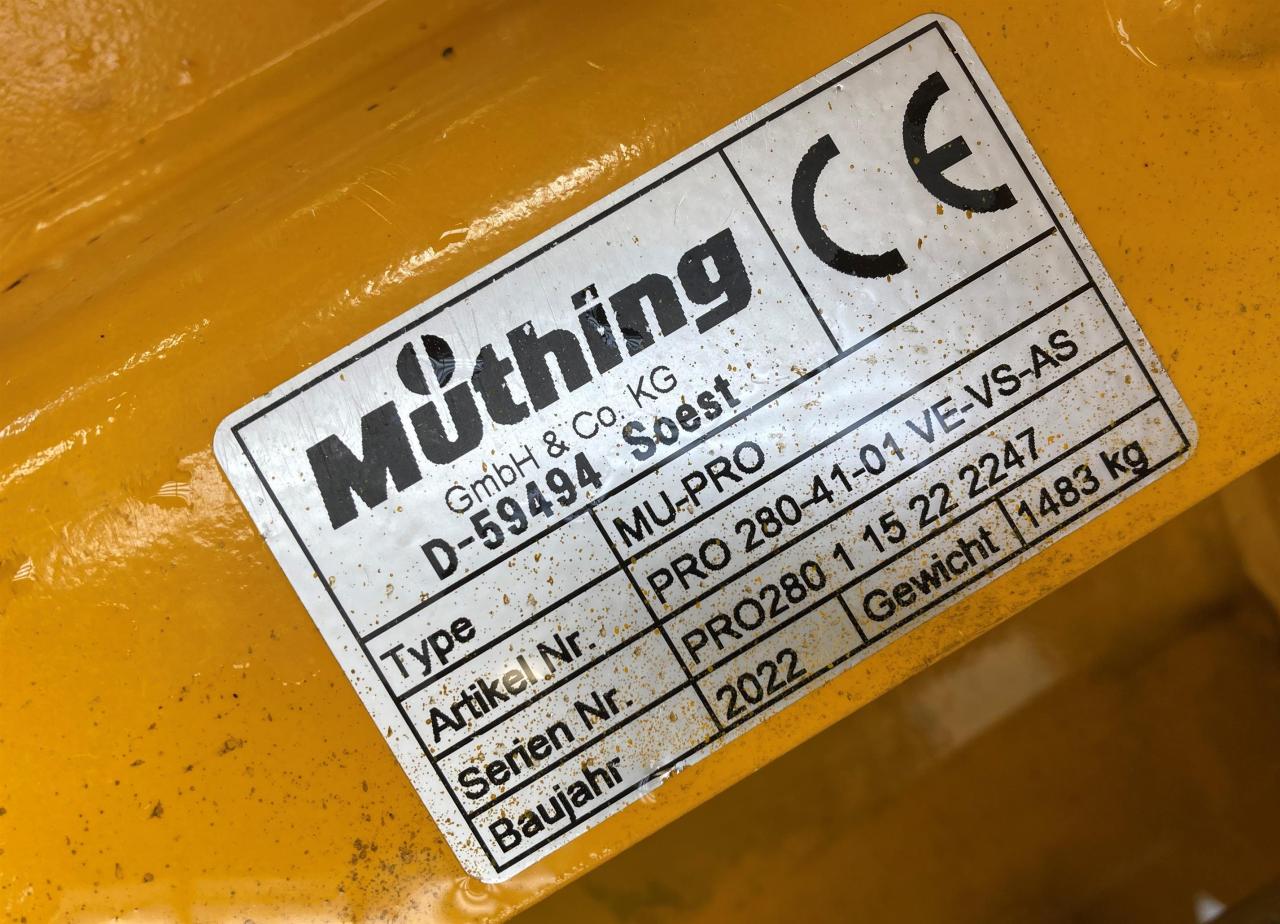 Müthing
GmbH & Co. KG
D-59494 Soest
CE
Type MU-PRO
Artikel Nr. PRO 280-41-01 VE-VS-AS
Serien Nr. PRO280 1 15 22 2247
Baujahr 2022 Gewicht 1483 kg